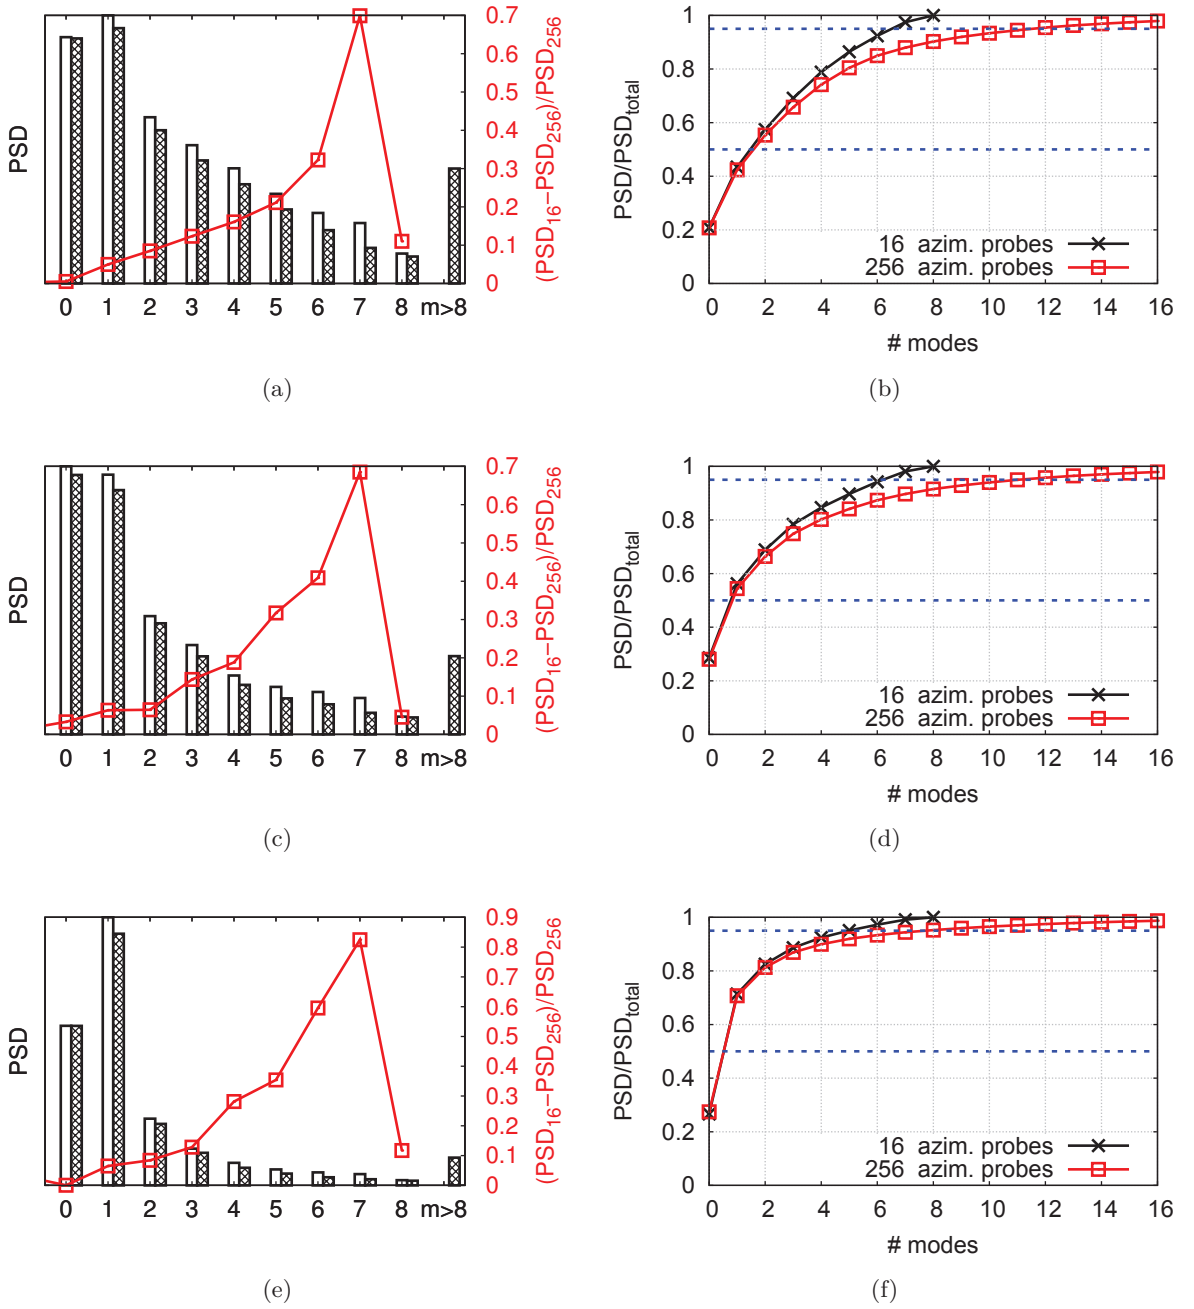 PSD
0 1 2 3 4 5 6 7 8 m>8
0.7
0.6
0.5
0.4
0.3
0.2
0.1
0
(PSD16−PSD256)/PSD256
(a)
PSD/PSDtotal
1
0.8
0.6
0.4
0.2
0
16 azim. probes
256 azim. probes
0 2 4 6 8 10 12 14 16
# modes
(b)
PSD
0 1 2 3 4 5 6 7 8 m>8
0.7
0.6
0.5
0.4
0.3
0.2
0.1
0
(PSD16−PSD256)/PSD256
(c)
PSD/PSDtotal
1
0.8
0.6
0.4
0.2
0
16 azim. probes
256 azim. probes
0 2 4 6 8 10 12 14 16
# modes
(d)
PSD
0 1 2 3 4 5 6 7 8 m>8
0.9
0.8
0.7
0.6
0.5
0.4
0.3
0.2
0.1
0
(PSD16−PSD256)/PSD256
(e)
PSD/PSDtotal
1
0.8
0.6
0.4
0.2
0
16 azim. probes
256 azim. probes
0 2 4 6 8 10 12 14 16
# modes
(f)